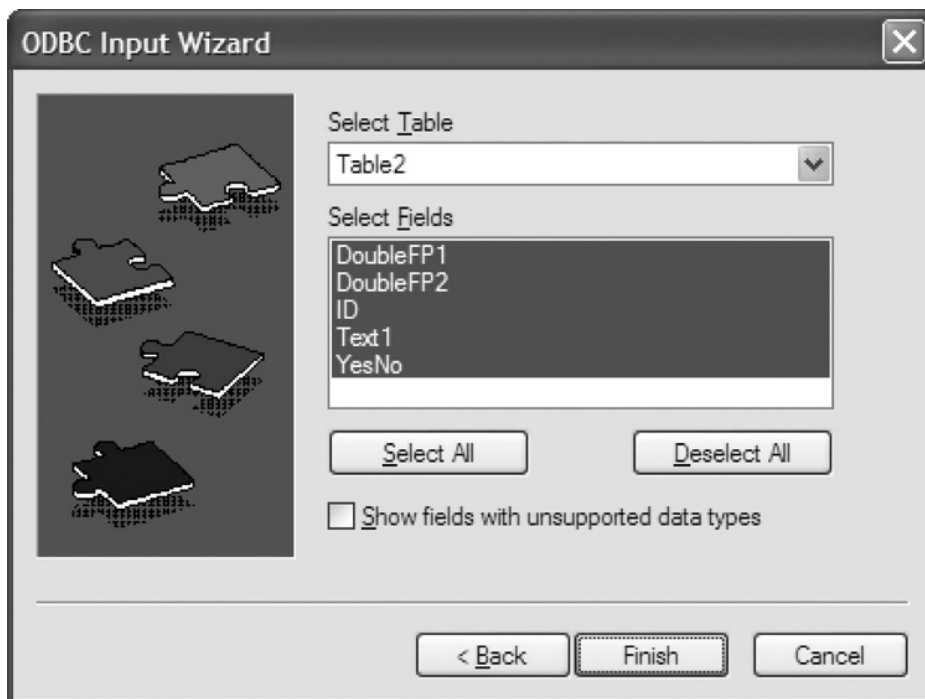 ODBC Input Wizard
Select Table
Table2
Select Fields
DoubleFP1
DoubleFP2
ID
Text1
YesNo
Select All
Deselect All
Show fields with unsupported data types
< Back
Finish
Cancel